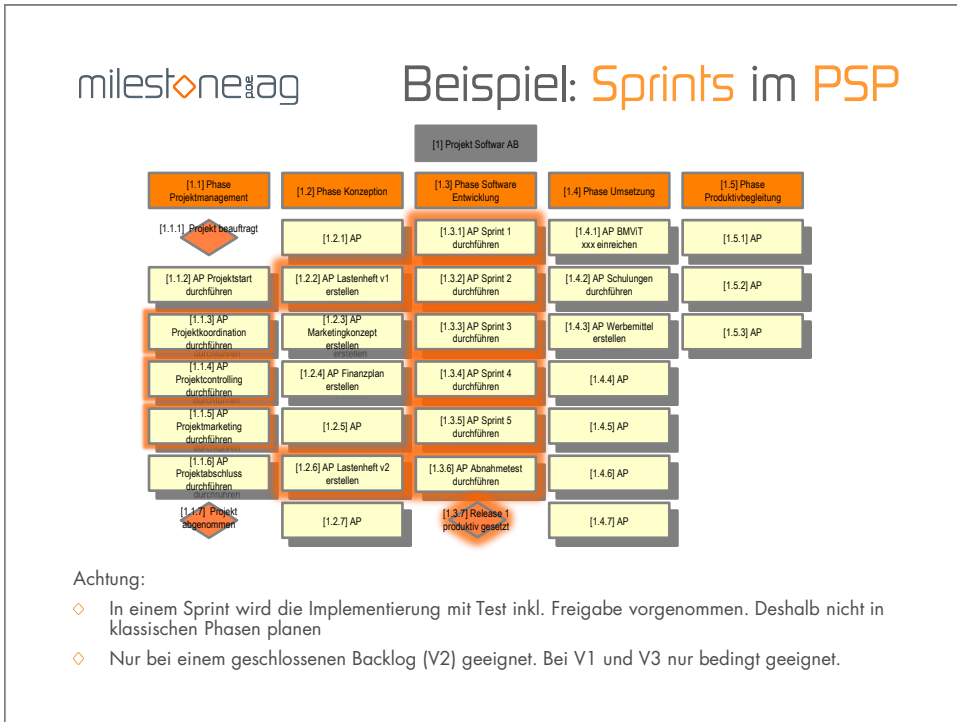 milestone pm ag
Beispiel: Sprints im PSP
[1] Projekt Softwar AB
[1.1] Phase
Projektmanagement
[1.2] Phase Konzeption
[1.3] Phase Software
Entwicklung
[1.4] Phase Umsetzung
[1.5] Phase
Produktivbegleitung
[1.1.1] Projekt beauftragt
[1.2.1] AP
[1.3.1] AP Sprint 1
durchführen
[1.4.1] AP BMViT
xxx einreichen
[1.5.1] AP
[1.1.2] AP Projektstart
durchführen
[1.2.2] AP Lastenheft v1
erstellen
[1.3.2] AP Sprint 2
durchführen
[1.4.2] AP Schulungen
durchführen
[1.5.2] AP
[1.1.3] AP
Projektkoordination
durchführen
[1.2.3] AP
Marketingkonzept
erstellen
[1.3.3] AP Sprint 3
durchführen
[1.4.3] AP Werbemittel
erstellen
[1.5.3] AP
[1.1.4] AP
Projektcontrolling
durchführen
[1.2.4] AP Finanzplan
erstellen
[1.3.4] AP Sprint 4
durchführen
[1.4.4] AP
[1.1.5] AP
Projektmarketing
durchführen
[1.2.5] AP
[1.3.5] AP Sprint 5
durchführen
[1.4.5] AP
[1.1.6] AP
Projektabschluss
durchführen
[1.2.6] AP Lastenheft v2
erstellen
[1.3.6] AP Abnahmetest
durchführen
[1.4.6] AP
[1.1.7] Projekt
abgenommen
[1.2.7] AP
[1.3.7] Release 1
produktiv gesetzt
[1.4.7] AP
Achtung:
In einem Sprint wird die Implementierung mit Test inkl. Freigabe vorgenommen. Deshalb nicht in
klassischen Phasen planen
Nur bei einem geschlossenen Backlog (V2) geeignet. Bei V1 und V3 nur bedingt geeignet.